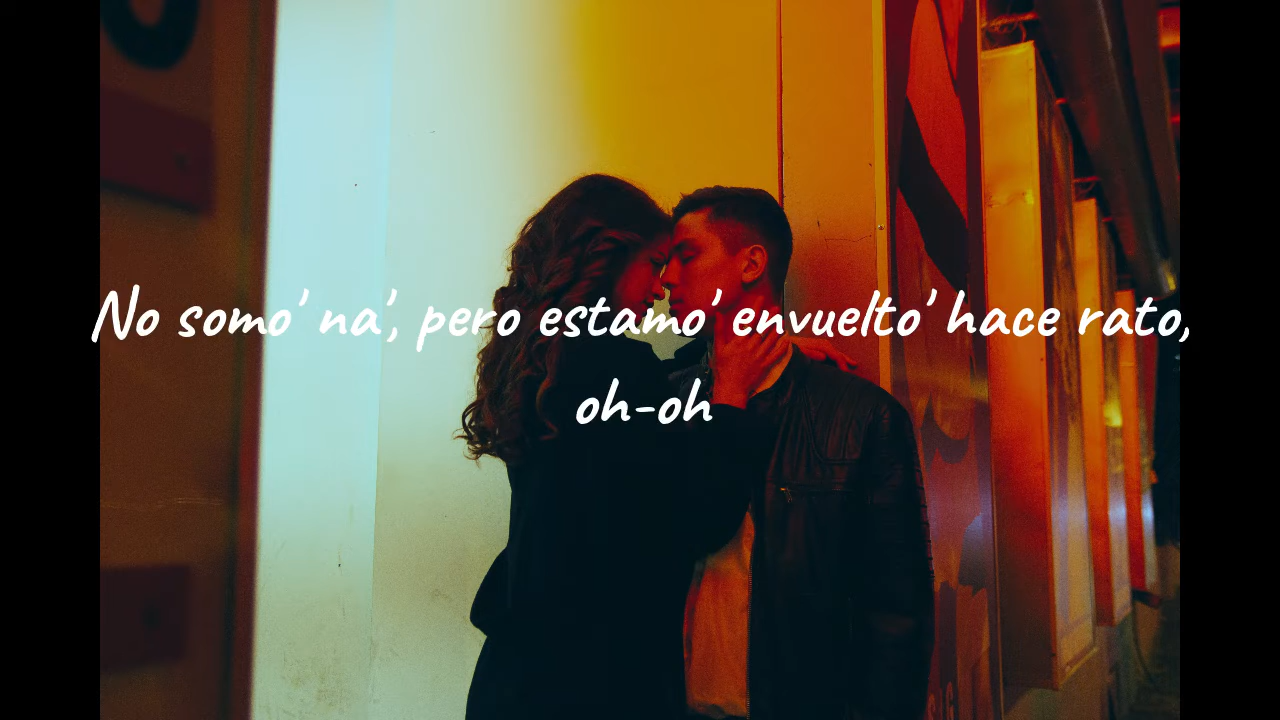 No somo' na', pero estamo' envuelto' hace rato,
oh-oh